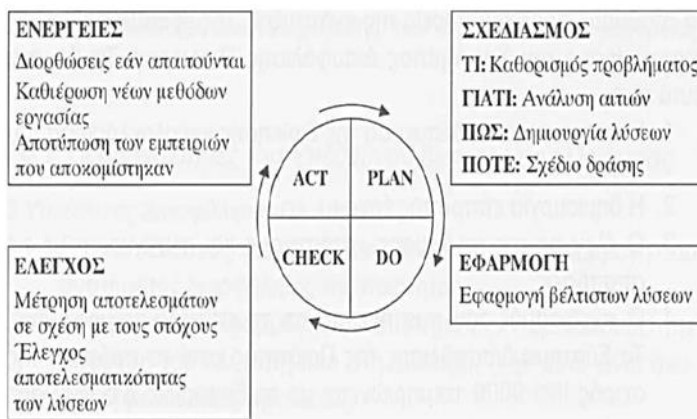 ΕΝΕΡΓΕΙΕΣ
Διορθώσεις εάν απαιτούνται
Καθιέρωση νέων μεθόδων
εργασίας
Αποτύπωση των εμπειριών
που αποκομίστηκαν
ΣΧΕΔΙΑΣΜΟΣ
ΤΙ: Καθορισμός προβλήματος
ΓΙΑΤΙ: Ανάλυση αιτιών
ΠΩΣ: Δημιουργία λύσεων
ΠΟΤΕ: Σχέδιο δράσης
ACT PLAN
CHECK DO
ΕΛΕΓΧΟΣ
Μέτρηση αποτελεσμάτων
σε σχέση με τους στόχους
Έλεγχος
αποτελεσματικότητας
των λύσεων
ΕΦΑΡΜΟΓΗ
Εφαρμογή βέλτιστων λύσεων